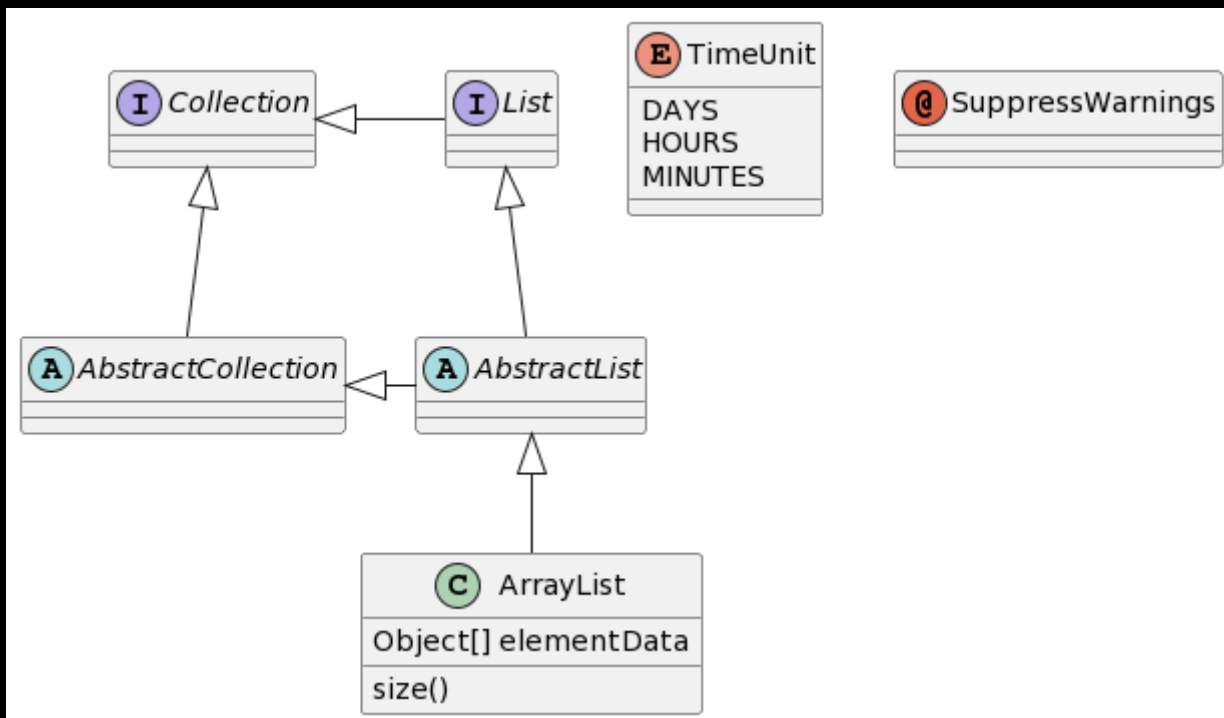 I Collection
I List
E TimeUnit
DAYS
HOURS
MINUTES
@ SuppressWarnings
A AbstractCollection
A AbstractList
C ArrayList
Object[] elementData
size()